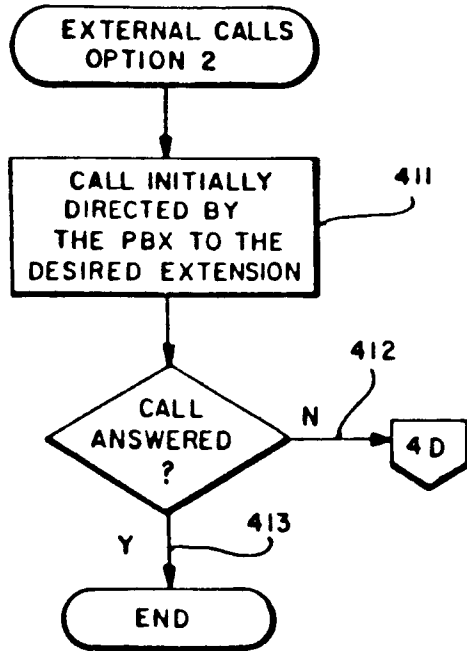 EXTERNAL CALLS
OPTION 2
CALL INITIALLY
DIRECTED BY
THE PBX TO THE
DESIRED EXTENSION
411
412
CALL
ANSWERED
?
N
4D
Y
413
END